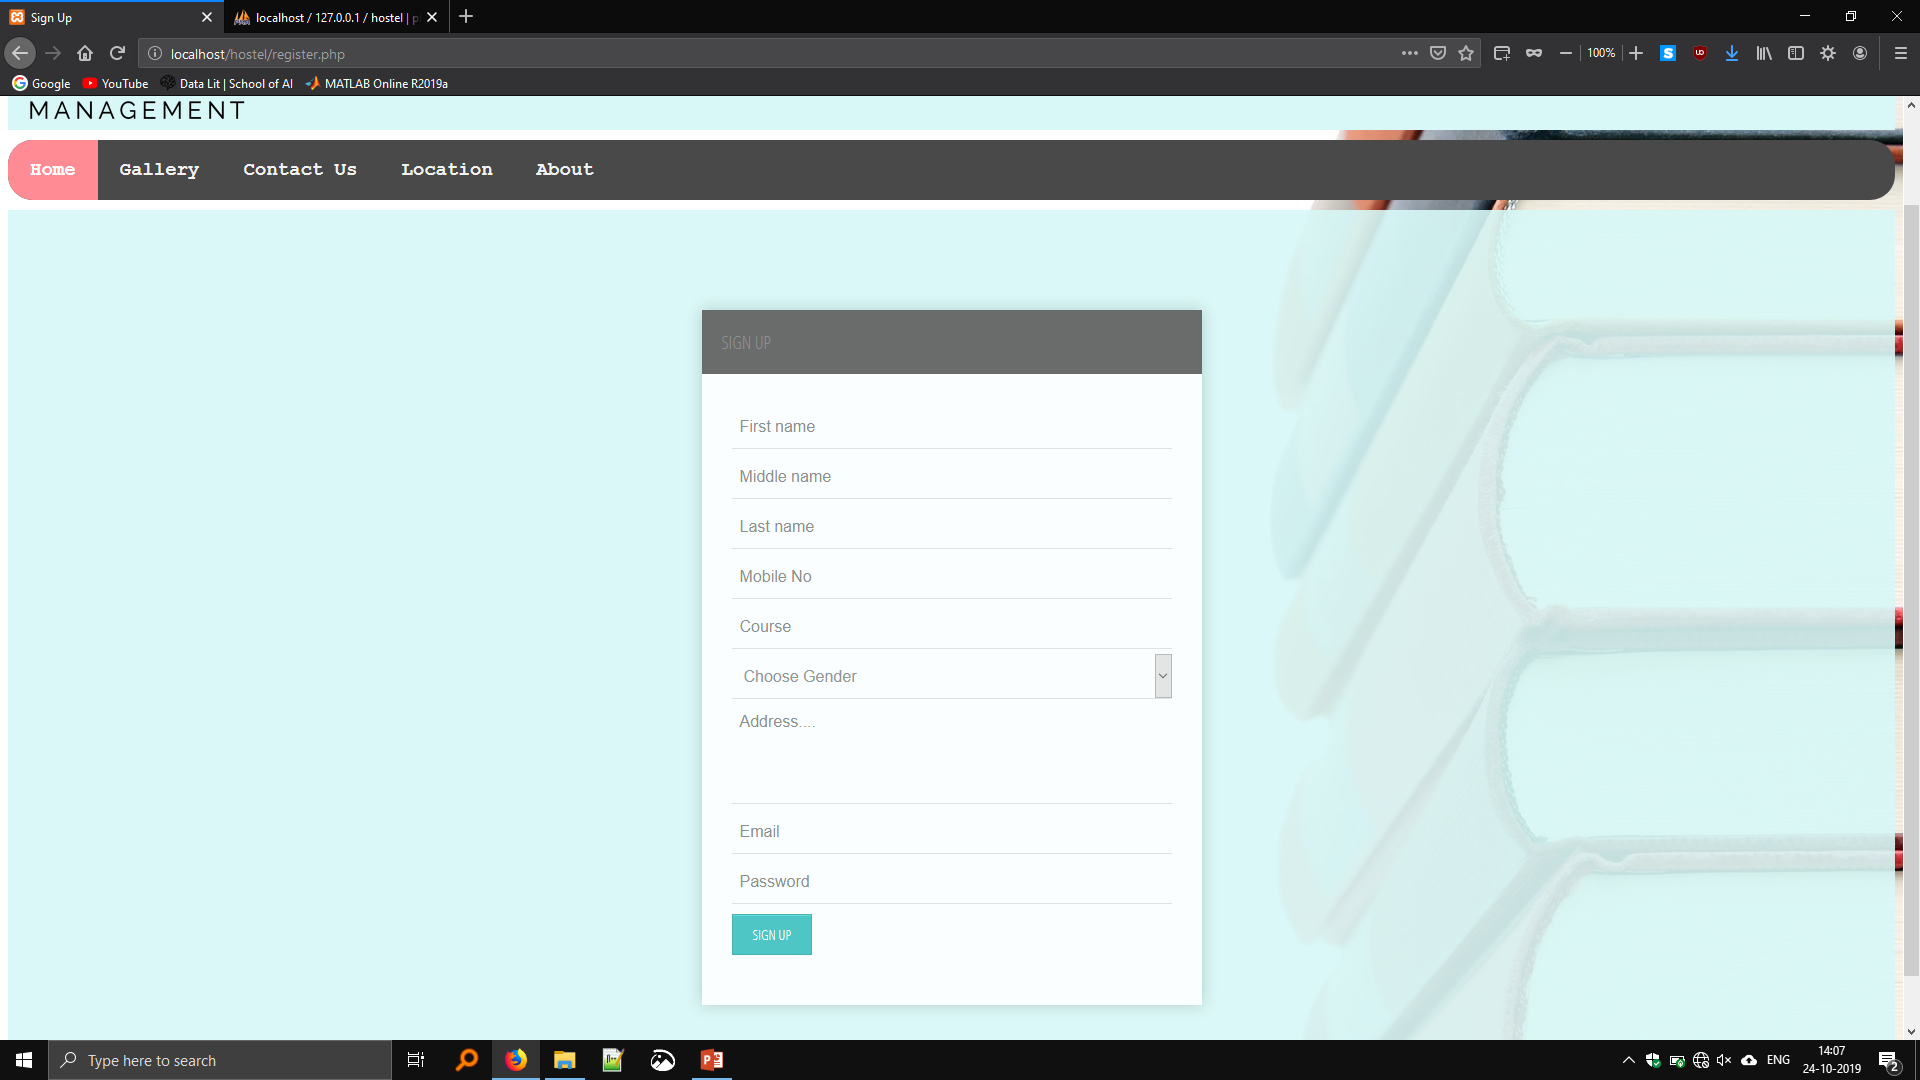 Sign Up
localhost / 127.0.0.1 / hostel | p
localhost/hostel/register.php
100%
Google YouTube Data Lit | School of AI MATLAB Online R2019a
MANAGEMENT
Home Gallery Contact Us Location About
SIGN UP
First name
Middle name
Last name
Mobile No
Course
Choose Gender
Address....
Email
Password
SIGN UP
Type here to search
ENG
14:07
24-10-2019
2